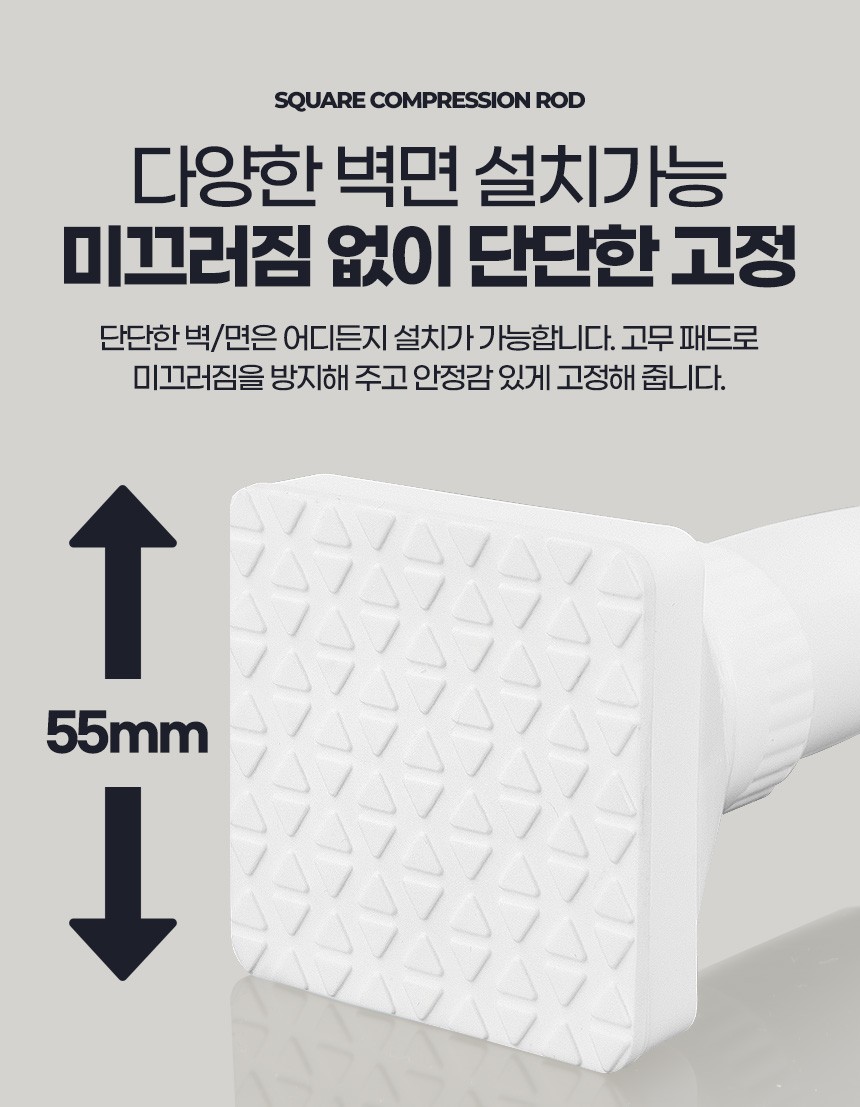 SQUARE COMPRESSION ROD
다양한 벽면 설치가능
미끄러짐 없이 단단한 고정
단단한 벽/면은 어디든지 설치가 가능합니다. 고무 패드로
미끄러짐을 방지해 주고 안정감 있게 고정해 줍니다.
55mm